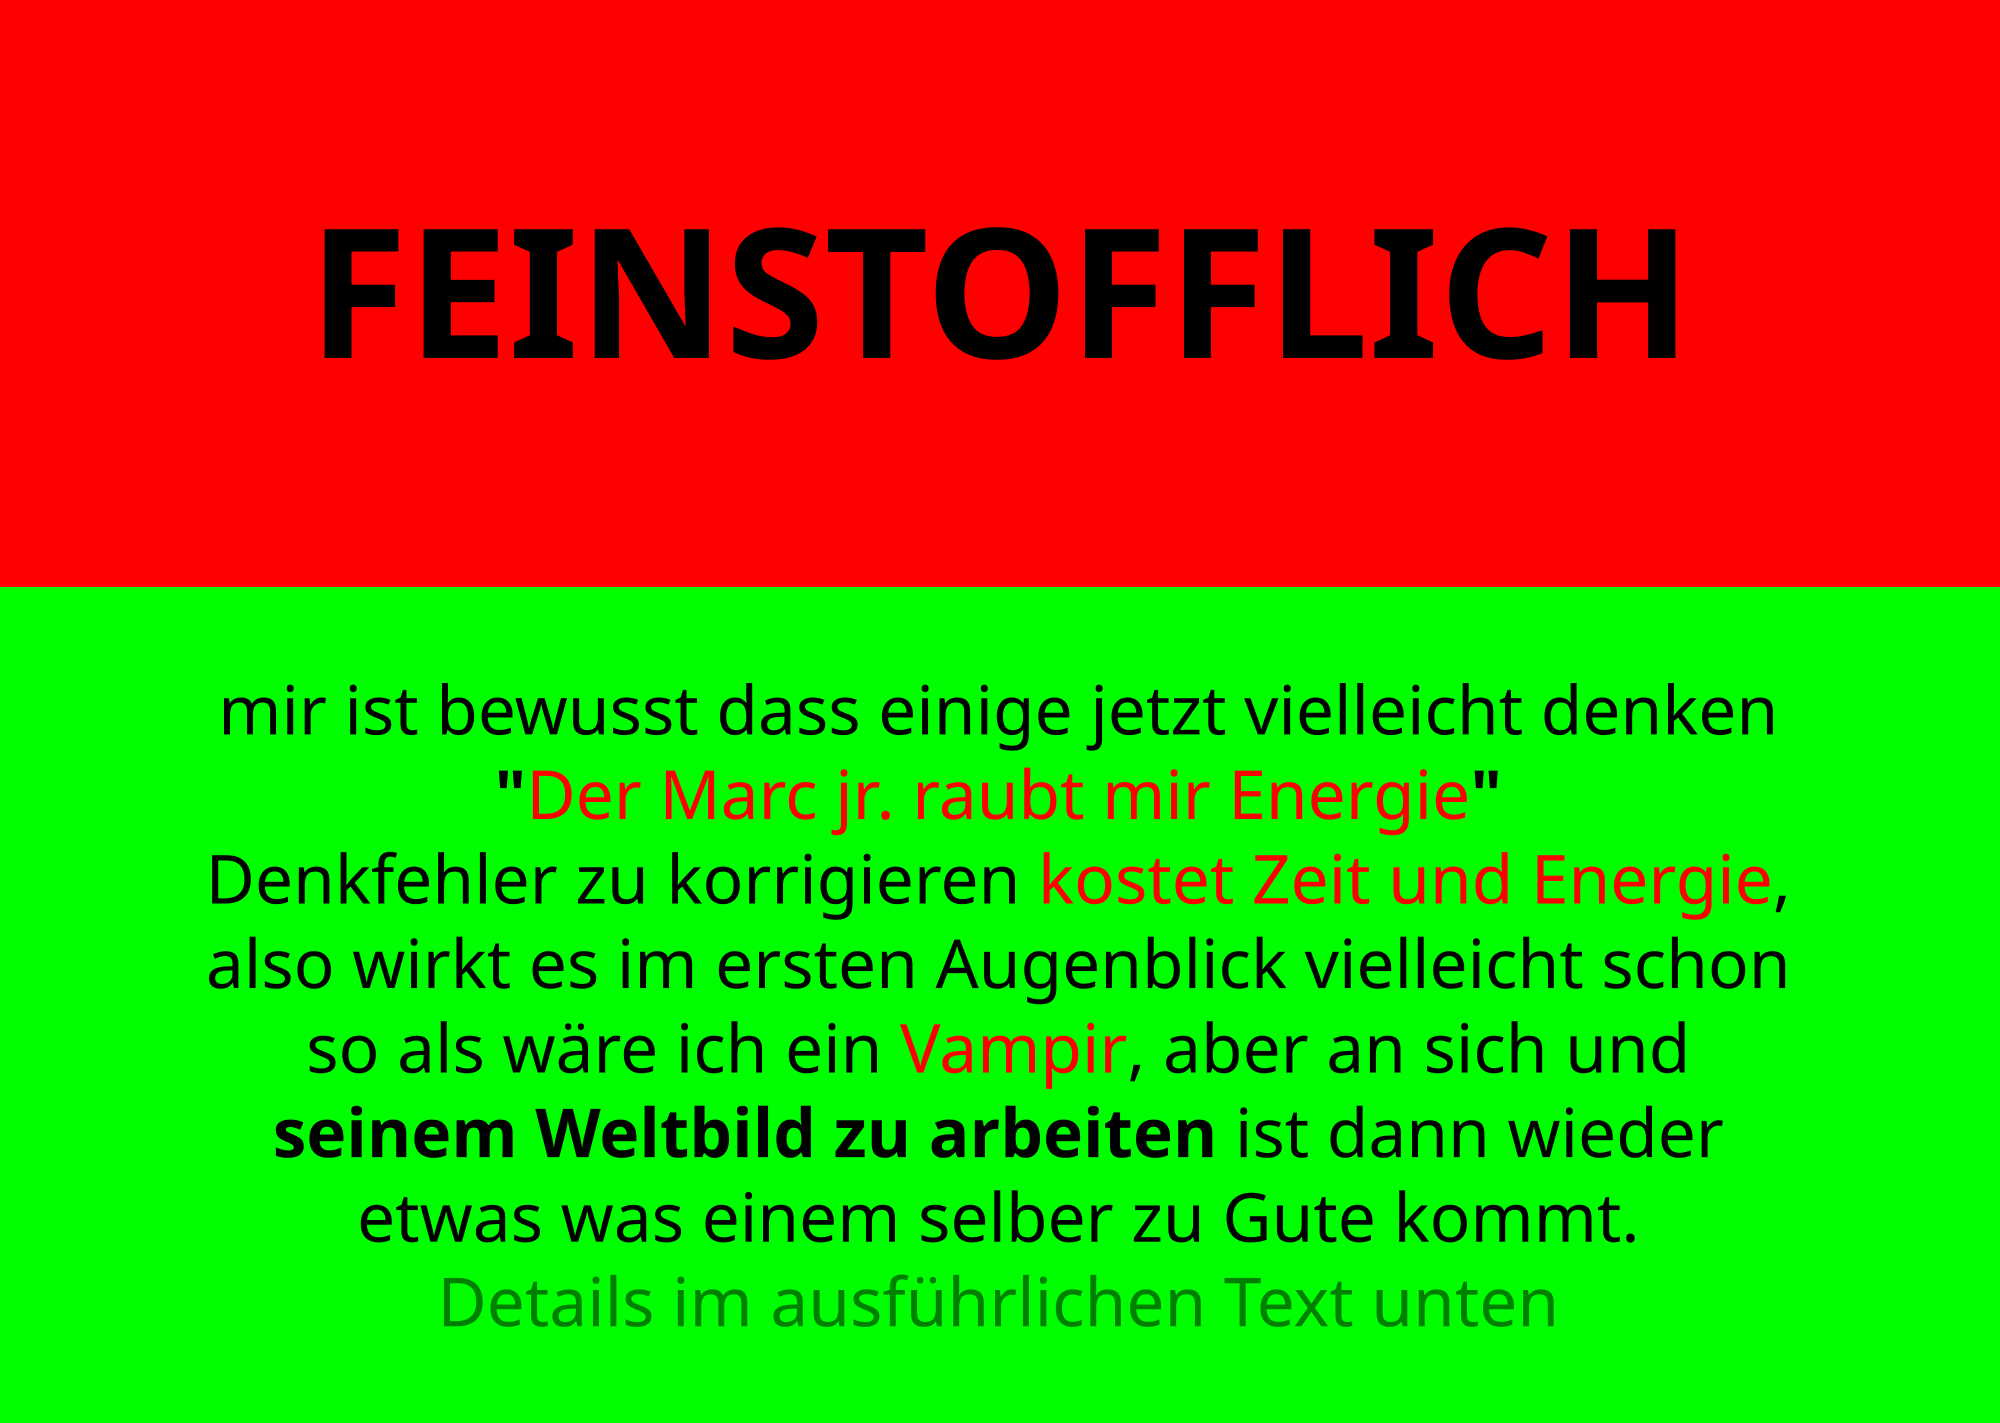 FEINSTOFFLICH
mir ist bewusst dass einige jetzt vielleicht denken
"Der Marc jr. raubt mir Energie"
Denkfehler zu korrigieren kostet Zeit und Energie,
also wirkt es im ersten Augenblick vielleicht schon
so als wäre ich ein Vampir, aber an sich und
seinem Weltbild zu arbeiten ist dann wieder
etwas was einem selber zu Gute kommt.
Details im ausführlichen Text unten